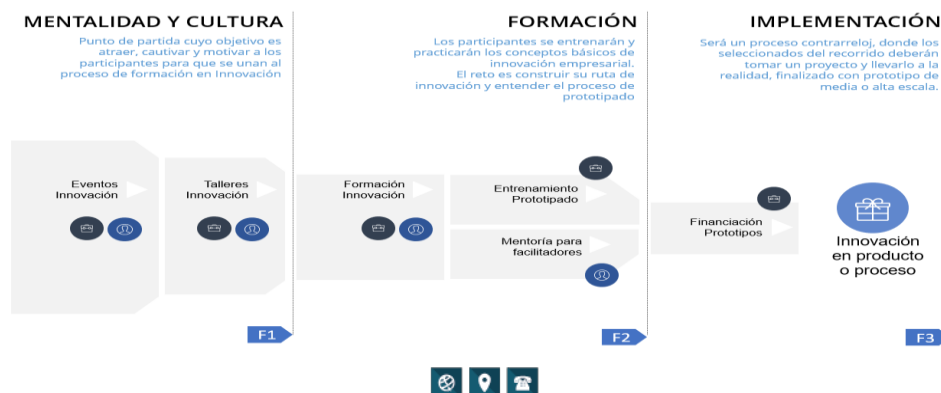 MENTALIDAD Y CULTURA
Punto de partida cuyo objetivo es
atraer, cautivar y motivar a los
participantes para que se unan al
proceso de formación en Innovación
Eventos
Innovación
Talleres
Innovación
F1
FORMACIÓN
Los participantes se entrenarán y
practicarán los conceptos básicos de
innovación empresarial.
El reto es construir su ruta de
innovación y entender el proceso de
prototipado
Formación
Innovación
Entrenamiento
Prototipado
Mentoría para
facilitadores
F2
IMPLEMENTACIÓN
Será un proceso contrarreloj, donde los
seleccionados del recorrido deberán
tomar un proyecto y llevarlo a la
realidad, finalizado con prototipo de
media o alta escala.
Financiación
Prototipos
Innovación
en producto
o proceso
F3